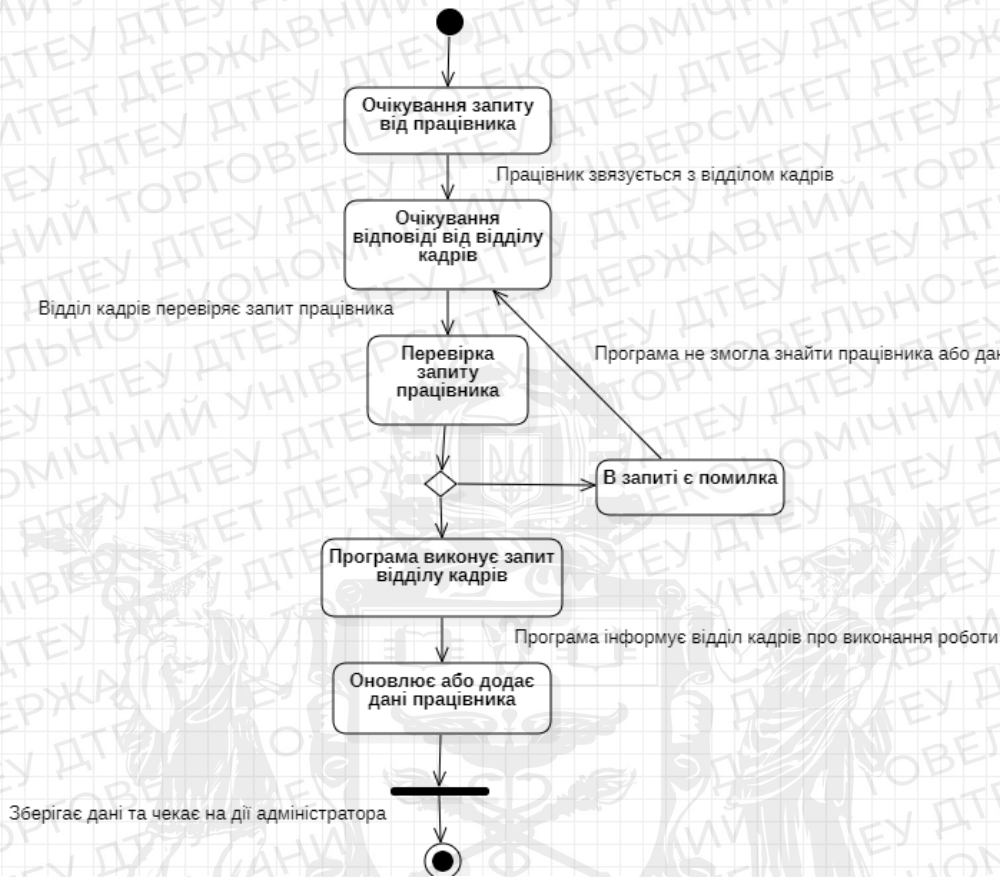 Очікування запиту
від працівника
Працівник звязується з відділом кадрів
Очікування
відповіді від відділу
кадрів
Відділ кадрів перевіряє запит працівника
Перевірка
запиту
працівника
Програма не змогла знайти працівника або
В запиті є помилка
Програма виконує запит
відділу кадрів
Програма інформує відділ кадрів про виконання роботи
Оновлює або додає
дані працівника
Зберігає дані та чекає на дії адміністратора